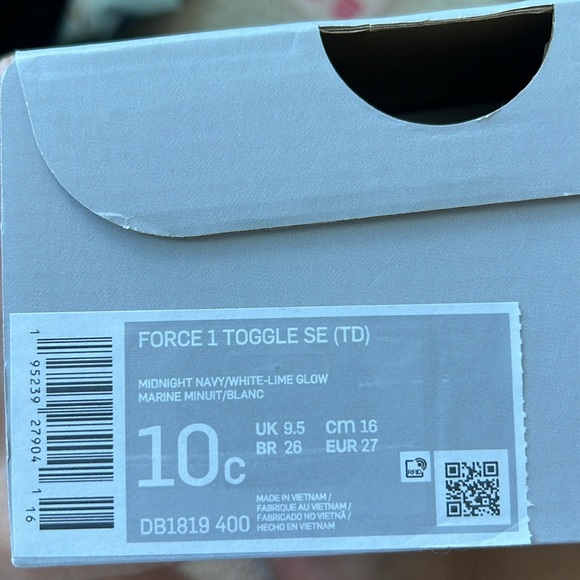 FORCE 1 TOGGLE SE (TD)
MIDNIGHT NAVY/WHITE-LIME GLOW
MARINE MINUIT/BLANC
10C
UK 9.5 cm 16
BR 26 EUR 27
RFID
DB1819 400
MADE IN VIETNAM /
FABRIQUE AU VIETNAM /
FABRICADO NO VIETNÃ /
HECHO EN VIETNAM
1 95239 27904 1 16